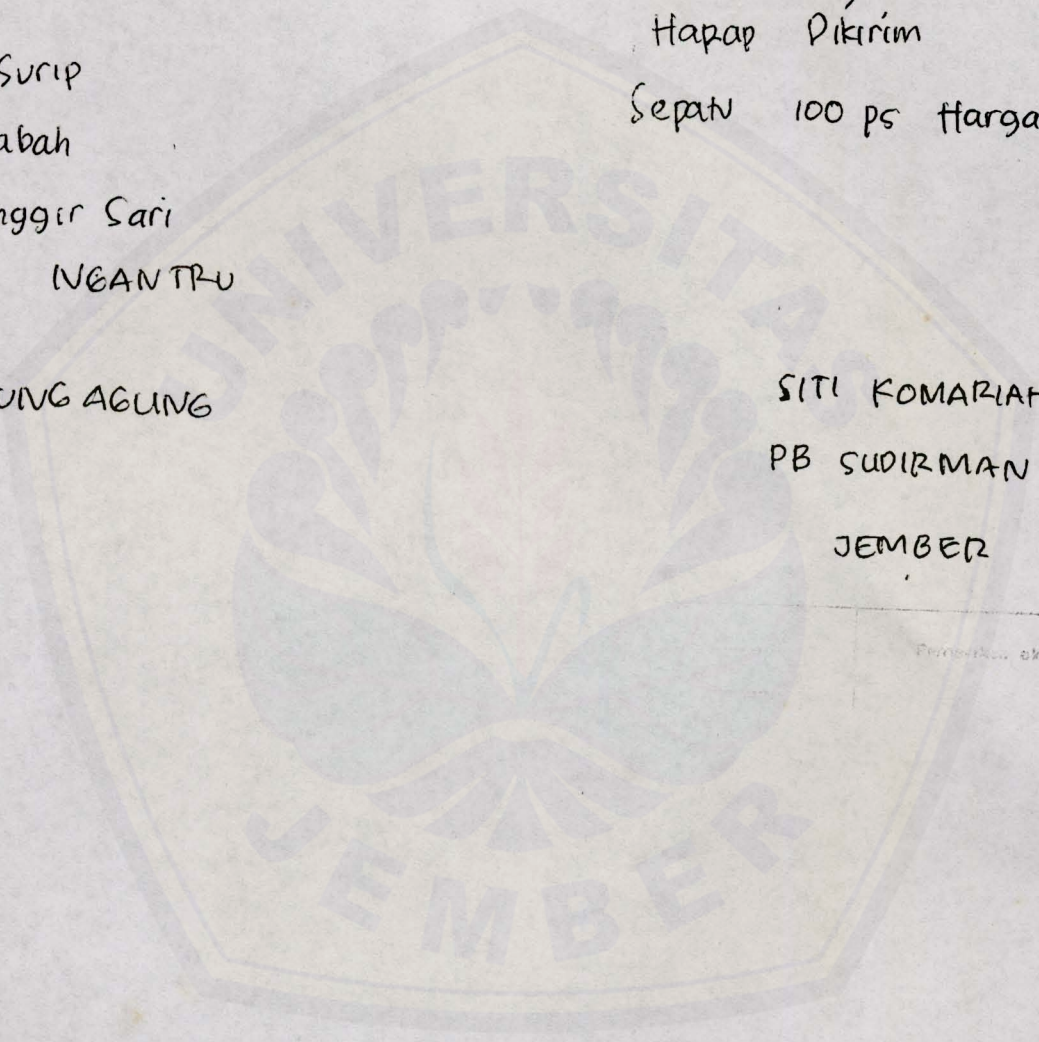 Surip
abah
nggir Sari
NGANTRU
UNG AGUNG
Harap Dikirim
Sepatu 100 ps Harga
SITI KOMARIAH
PB SUDIRMAN
JEMBER
UNIVERSITAS
JEMBER